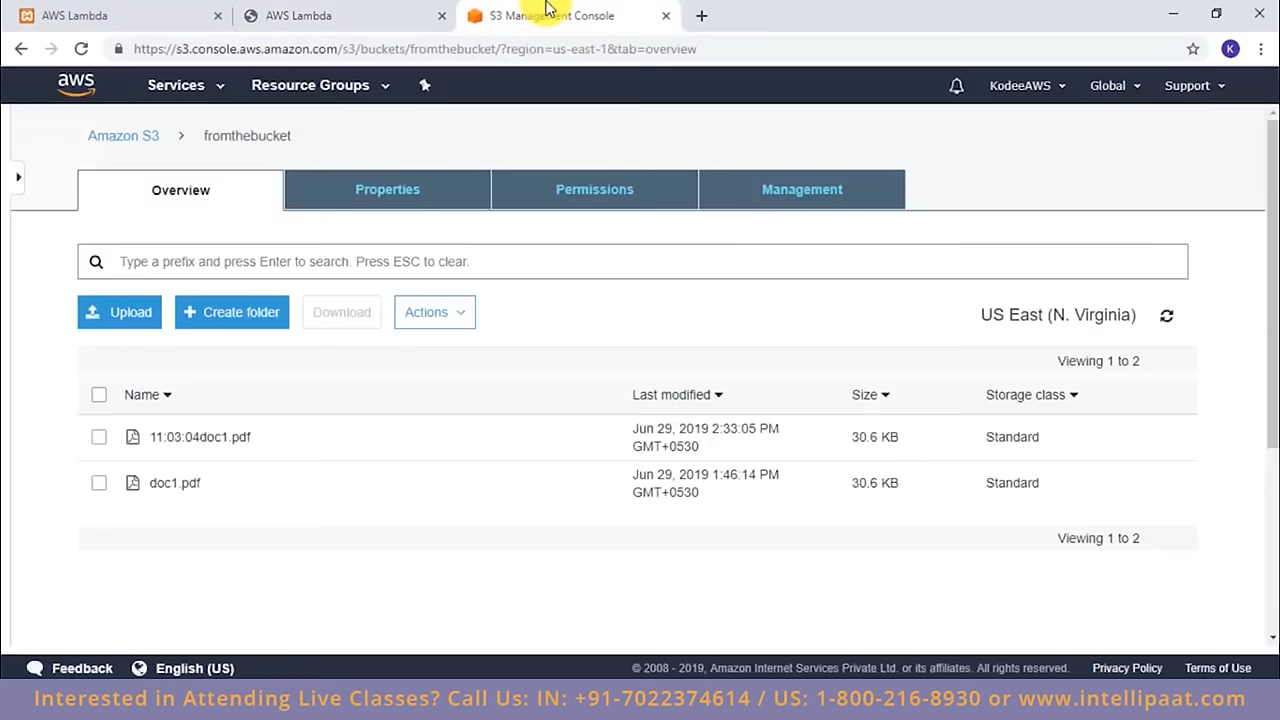 AWS Lambda
AWS Lambda
S3 Management Console
https://s3.console.aws.amazon.com/s3/buckets/fromthebucket/?region=us-east-1&tab=overview
K
aws
Services
Resource Groups
KodeeAWS
Global
Support
Amazon S3
fromthebucket
Overview
Properties
Permissions
Management
Type a prefix and press Enter to search. Press ESC to clear.
Upload
Create folder
Download
Actions
US East (N. Virginia)
Viewing 1 to 2
Name
Last modified
Size
Storage class
11:03:04doc1.pdf
Jun 29, 2019 2:33:05 PM
GMT+0530
30.6 KB
Standard
doc1.pdf
Jun 29, 2019 1:46:14 PM
GMT+0530
30.6 KB
Standard
Viewing 1 to 2
Feedback
English (US)
© 2008 - 2019, Amazon Internet Services Private Ltd. or its affiliates. All rights reserved.
Privacy Policy
Terms of Use
Interested in Attending Live Classes? Call Us: IN: +91-7022374614 / US: 1-800-216-8930 or www.intellipaat.com